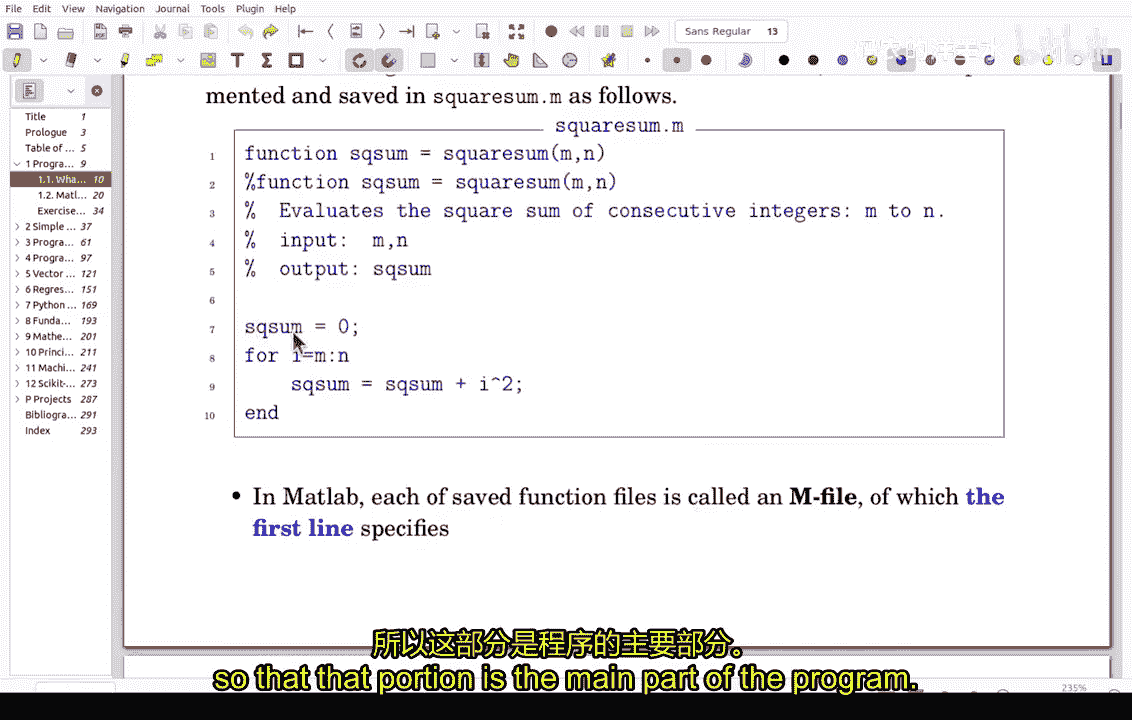 File Edit View Navigation Journal Tools Plugin Help
Sans Regular 13
Title 1
Prologue 3
Table of ... 5
1 Progra... 9
1.1. Wha... 10
1.2. Matl... 20
Exercise... 34
2 Simple ... 37
3 Progra... 61
4 Progra... 97
5 Vector ... 121
6 Regres... 151
7 Python ... 169
8 Funda... 193
9 Mathe... 201
10 Princi... 211
11 Machi... 241
12 Scikit-... 273
P Projects 287
Bibliogra... 291
Index 293
mented and saved in squaresum.m as follows.
squaresum.m
1 function sqsum = squaresum(m,n)
2 %function sqsum = squaresum(m,n)
3 % Evaluates the square sum of consecutive integers: m to n.
4 % input: m,n
5 % output: sqsum
6
7 sqsum = 0;
8 for i=m:n
9 sqsum = sqsum + i^2;
10 end
• In Matlab, each of saved function files is called an M-file, of which the
first line specifies
所以这部分是程序的主要部分。
so that that portion is the main part of the program.
235%